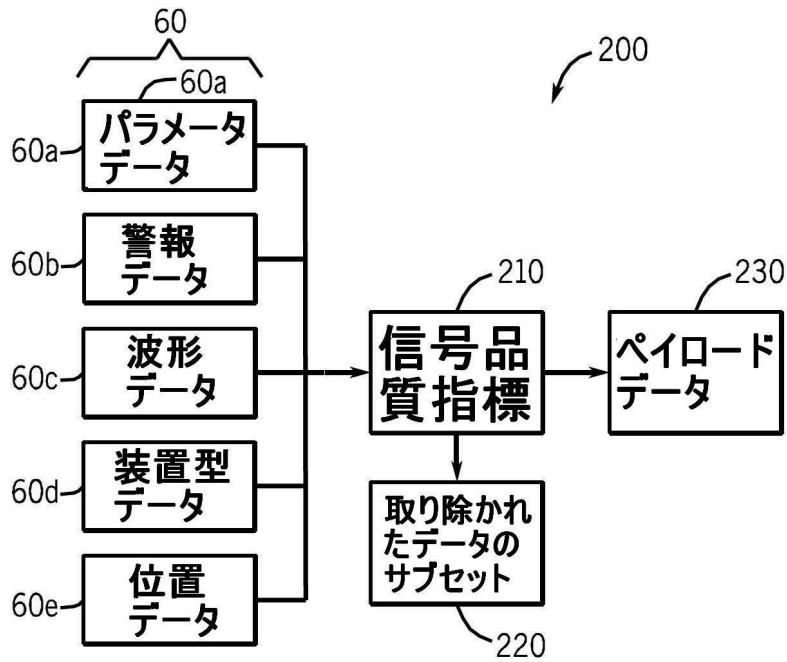 60
200
60a
60a
パラメータ
データ
60b
警報
データ
210
230
60c
波形
データ
信号品
質指標
ペイロード
データ
60d
装置型
データ
取り除かれ
たデータの
サブセット
60e
位置
データ
220